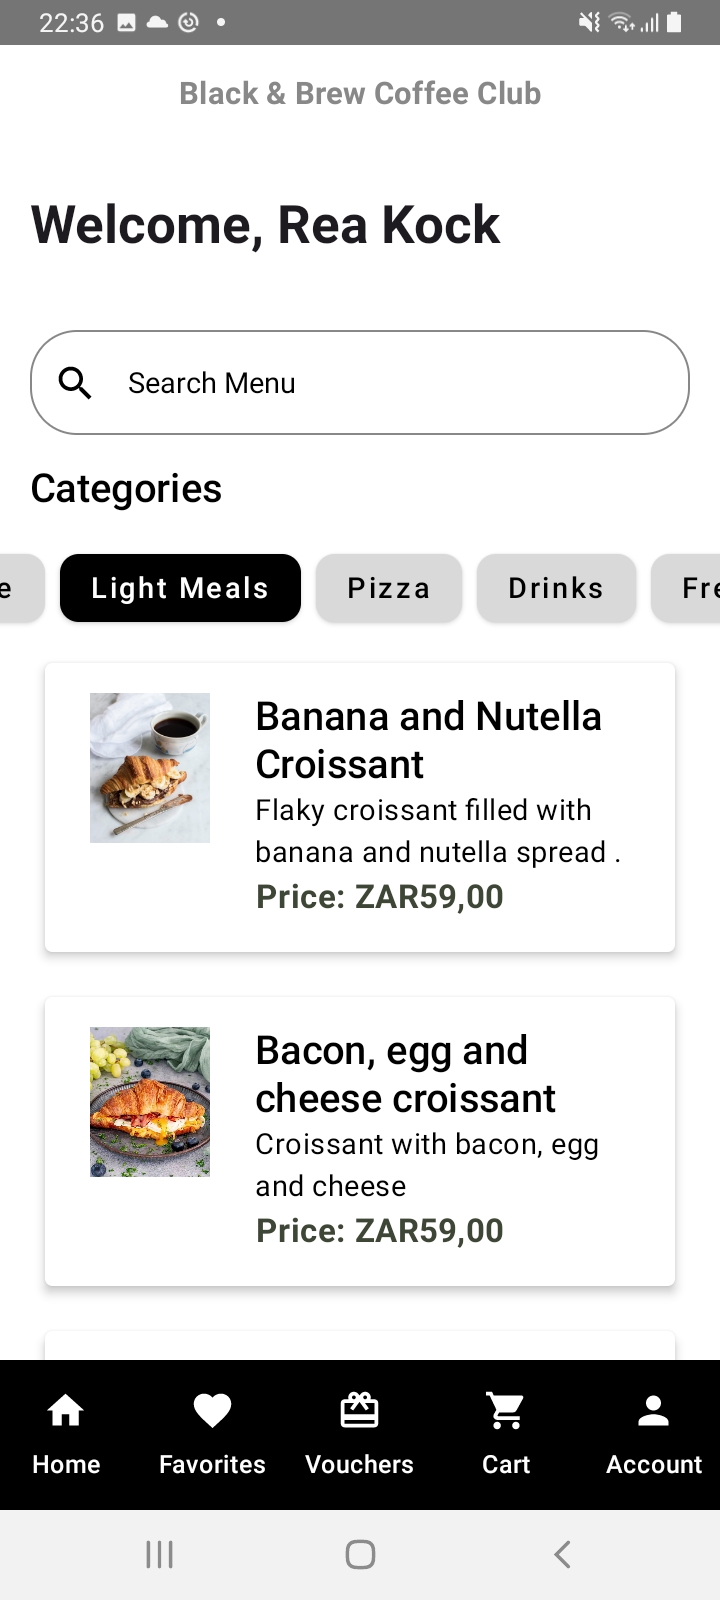 22:36
Black & Brew Coffee Club
Welcome, Rea Kock
Search Menu
Categories
e
Light Meals
Pizza
Drinks
Fre
Banana and Nutella
Croissant
Flaky croissant filled with
banana and nutella spread .
Price: ZAR59,00
Bacon, egg and
cheese croissant
Croissant with bacon, egg
and cheese
Price: ZAR59,00
Home
Favorites
Vouchers
Cart
Account